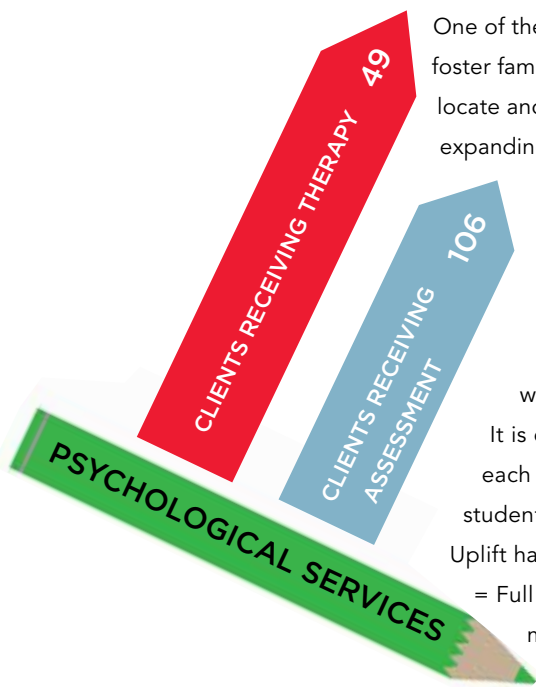 One of the
foster fam
locate and
expandin
CLIENTS RECEIVING THERAPY 49
CLIENTS RECEIVING
ASSESSMENT
106
w
It is
each
student
Uplift ha
= Full
PSYCHOLOGICAL SERVICES